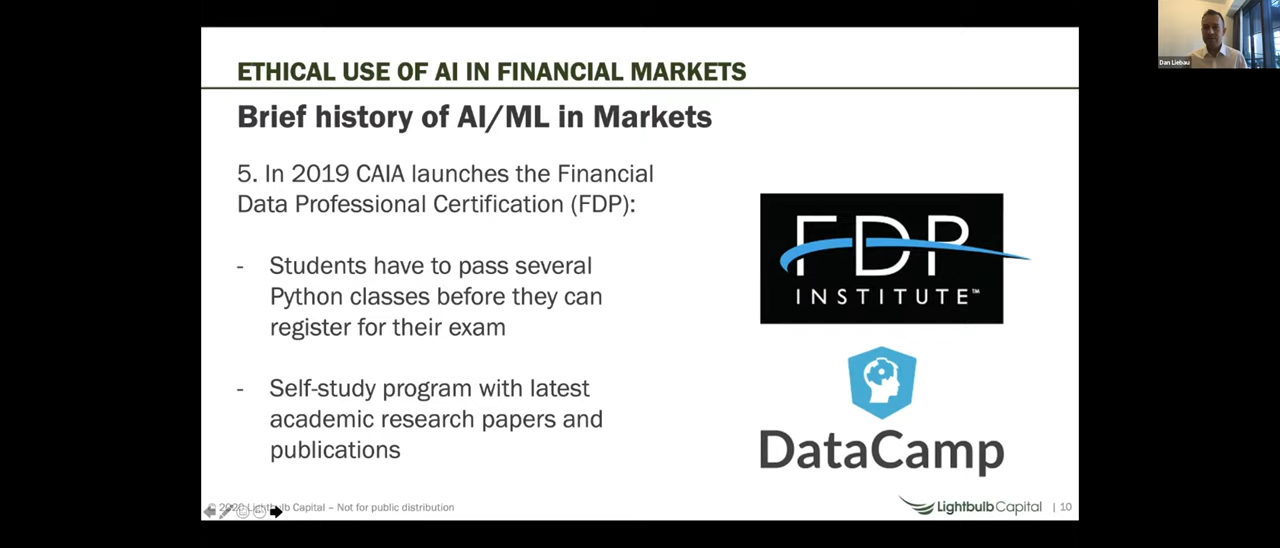 ETHICAL USE OF AI IN FINANCIAL MARKETS
Brief history of AI/ML in Markets
5. In 2019 CAIA launches the Financial
Data Professional Certification (FDP):
- Students have to pass several
Python classes before they can
register for their exam
- Self-study program with latest
academic research papers and
publications
FDP
INSTITUTE™
DataCamp
© 2020 Lightbulb Capital – Not for public distribution
LightbulbCapital | 10
Dan Liebau